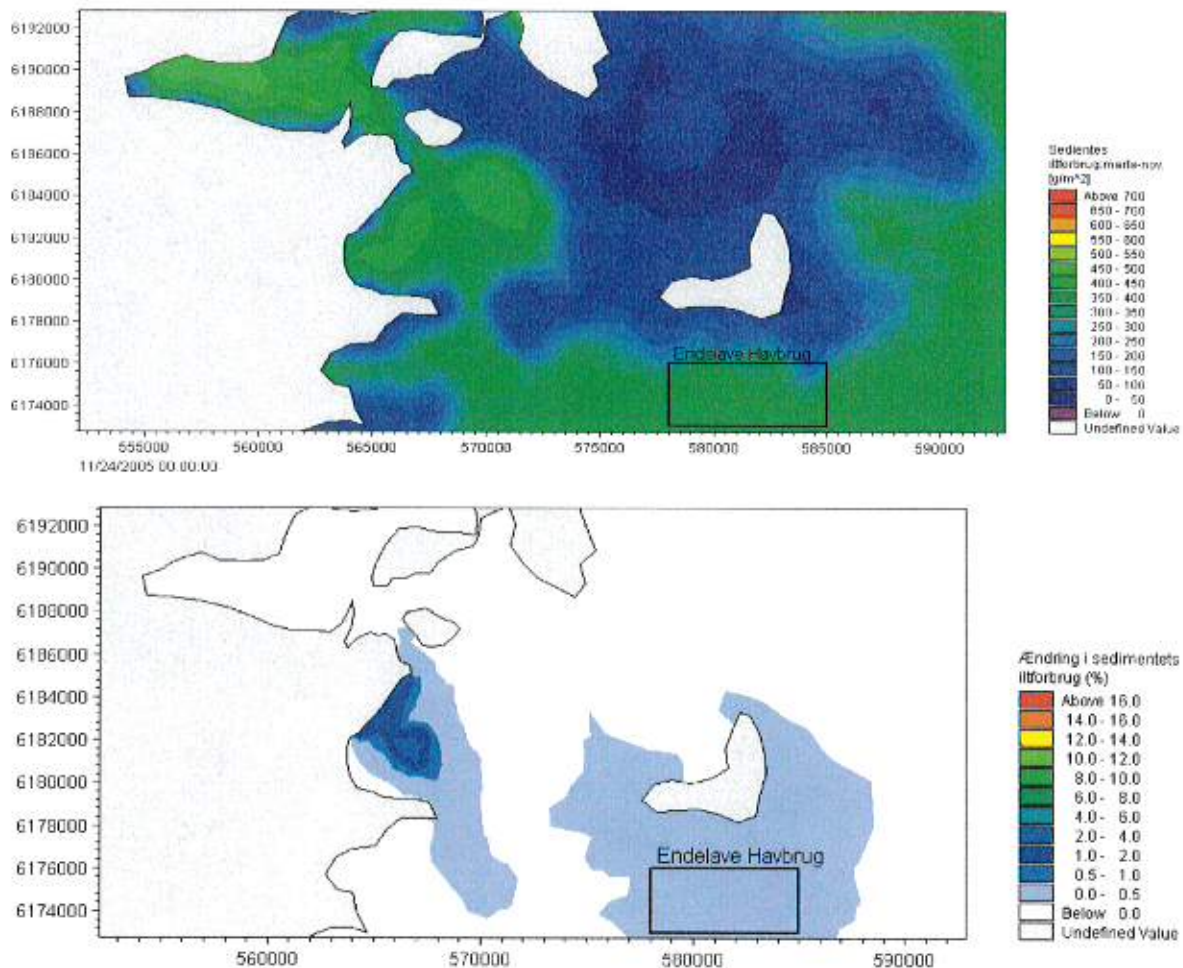 6192000
6190000
6188000
6186000
6184000
6192000
6180000
6178000
6176000
6174000
555000 560000 565000 570000 575000 580000 585000 590000
11/24/2005 00:00:00
Endelave Havbrug
Sedientes
iltforbrug:marts-nov.
[g/m^2]
Above 700
650 - 700
600 - 650
550 - 600
500 - 550
450 - 500
400 - 450
350 - 400
300 - 350
250 - 300
200 - 250
150 - 200
100 - 150
50 - 100
0 - 50
Below 0
Undefined Value
6192000
6190000
6188000
6186000
6184000
6182000
6180000
6178000
6176000
6174000
560000 570000 580000 590000
Endelave Havbrug
Ændring i sedimentets
iltforbrug (%)
Above 16.0
14.0 - 16.0
12.0 - 14.0
10.0 - 12.0
8.0 - 10.0
6.0 - 8.0
4.0 - 6.0
2.0 - 4.0
1.0 - 2.0
0.5 - 1.0
0.0 - 0.5
Below 0.0
Undefined Value